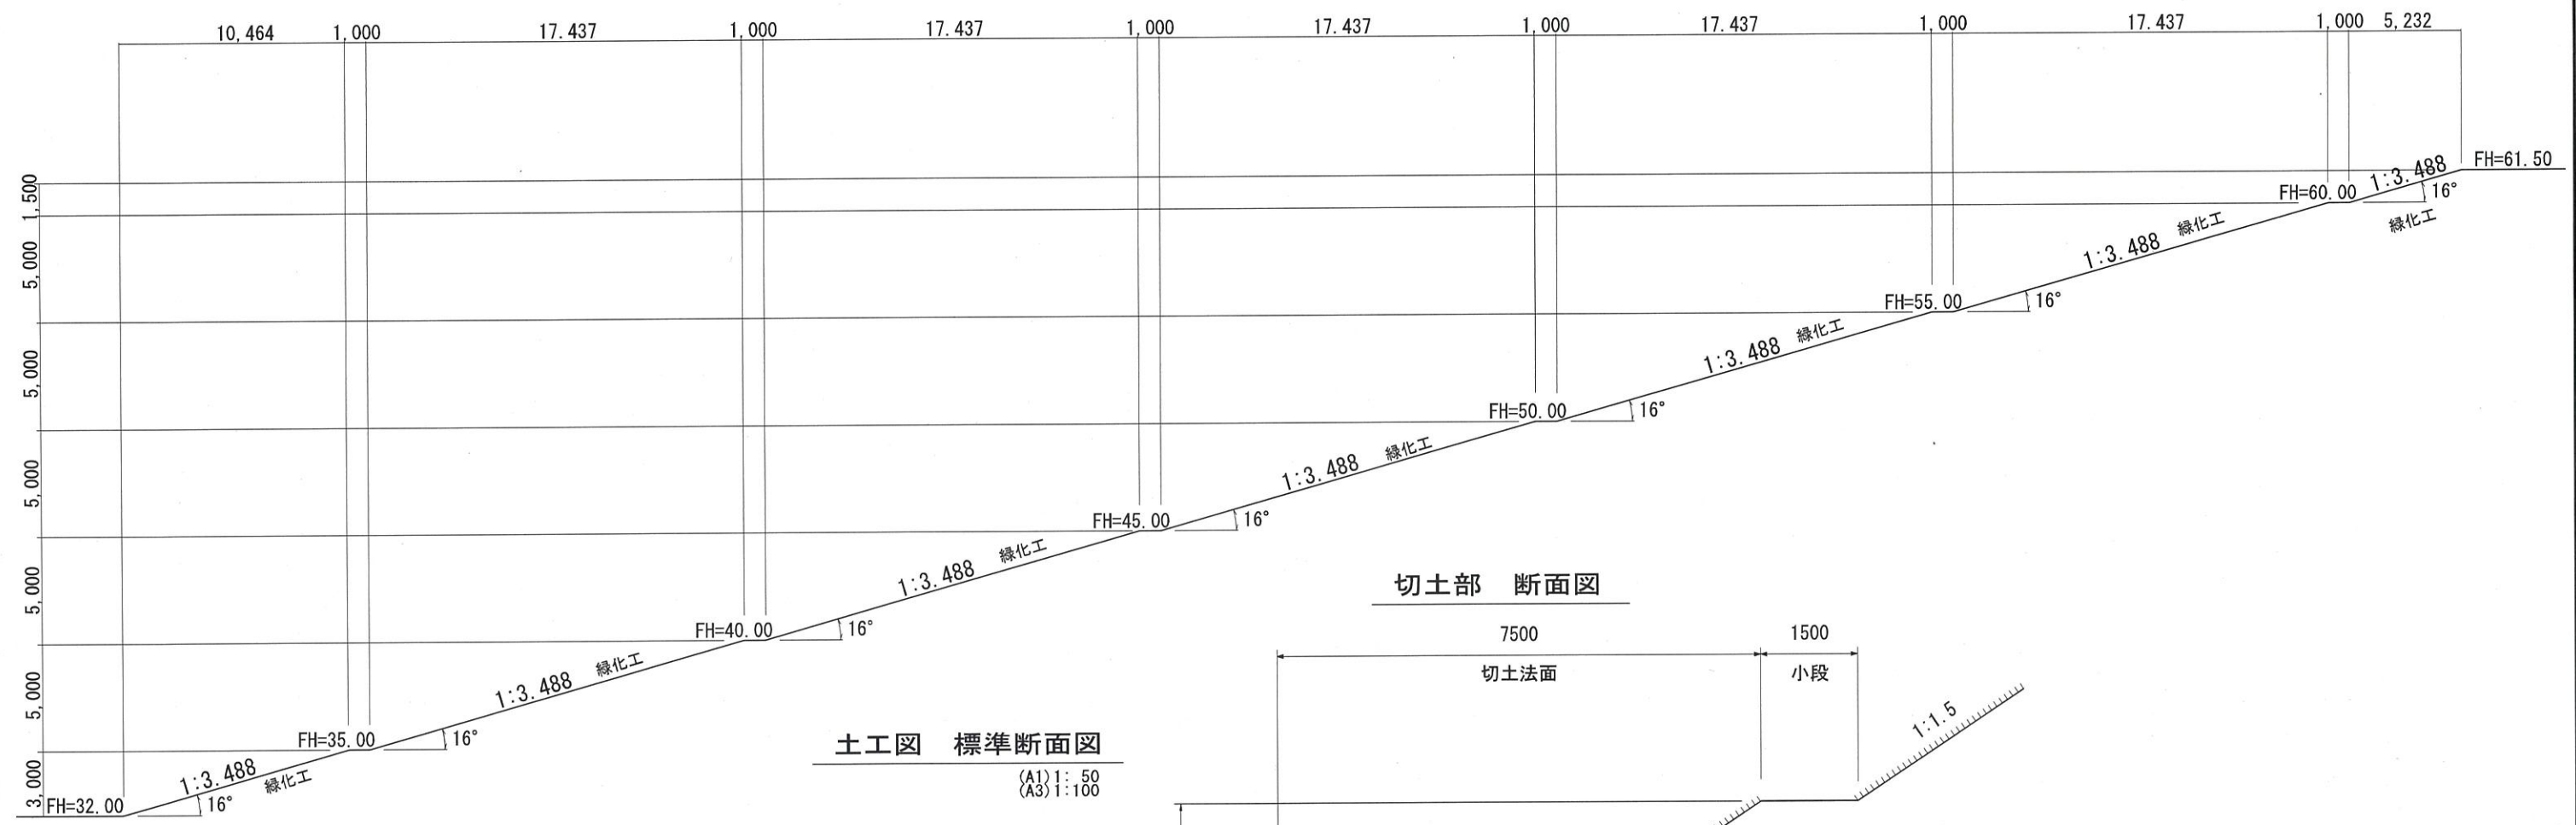 10,464 1,000 17.437 1,000 17.437 1,000 17.437 1,000 17.437 1,000 17.437 1,000 5,232
1,500
5,000
5,000
5,000
5,000
5,000
3,000
FH=61.50
1:3.488
16°
緑化工
FH=60.00
緑化工
1:3.488
16°
FH=55.00
緑化工
1:3.488
16°
FH=50.00
緑化工
1:3.488
16°
FH=45.00
緑化工
1:3.488
16°
FH=40.00
緑化工
1:3.488
16°
FH=35.00
1:3.488
緑化工
16°
FH=32.00
土工図 標準断面図
(A1)1: 50
(A3)1:100
切土部 断面図
7500 1500
切土法面 小段
1:1.5